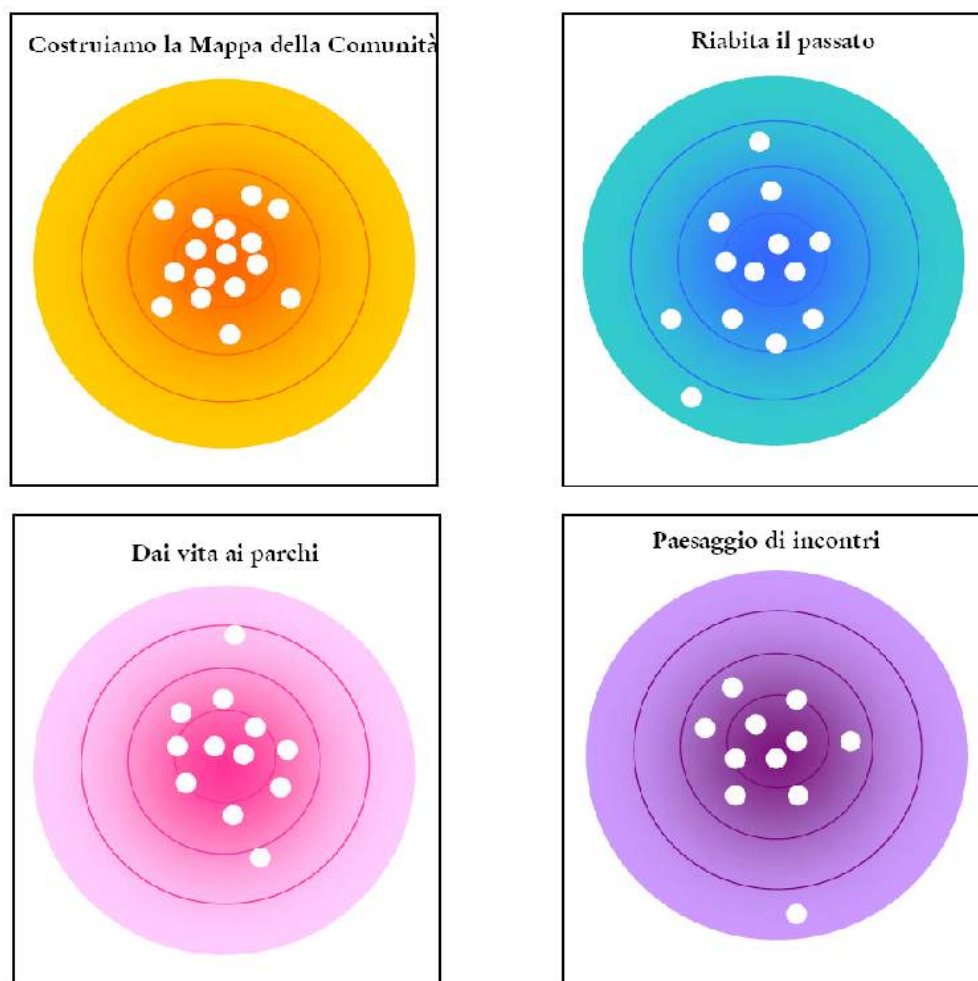 Costruiamo la Mappa della Comunità
Riabita il passato
Dai vita ai parchi
Paesaggio di incontri